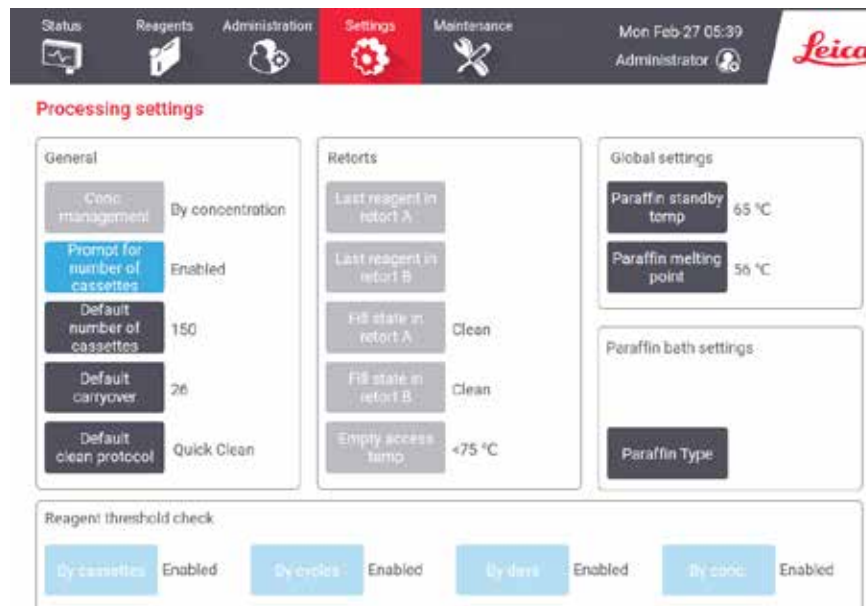 Status Reagents Administration Settings Maintenance
Mon Feb 27 05:39
Administrator
Leica
Processing settings
General
Conc management
By concentration
Prompt for number of cassettes
Enabled
Default number of cassettes
150
Default carryover
26
Default clean protocol
Quick Clean
Retorts
Last reagent in retort A
Last reagent in retort B
Fill state in retort A
Clean
Fill state in retort B
Clean
Empty access temp
<75 °C
Global settings
Paraffin standby temp
65 °C
Paraffin melting point
56 °C
Paraffin bath settings
Paraffin Type
Reagent threshold check
By cassettes Enabled By cycles Enabled By days Enabled By conc. Enabled